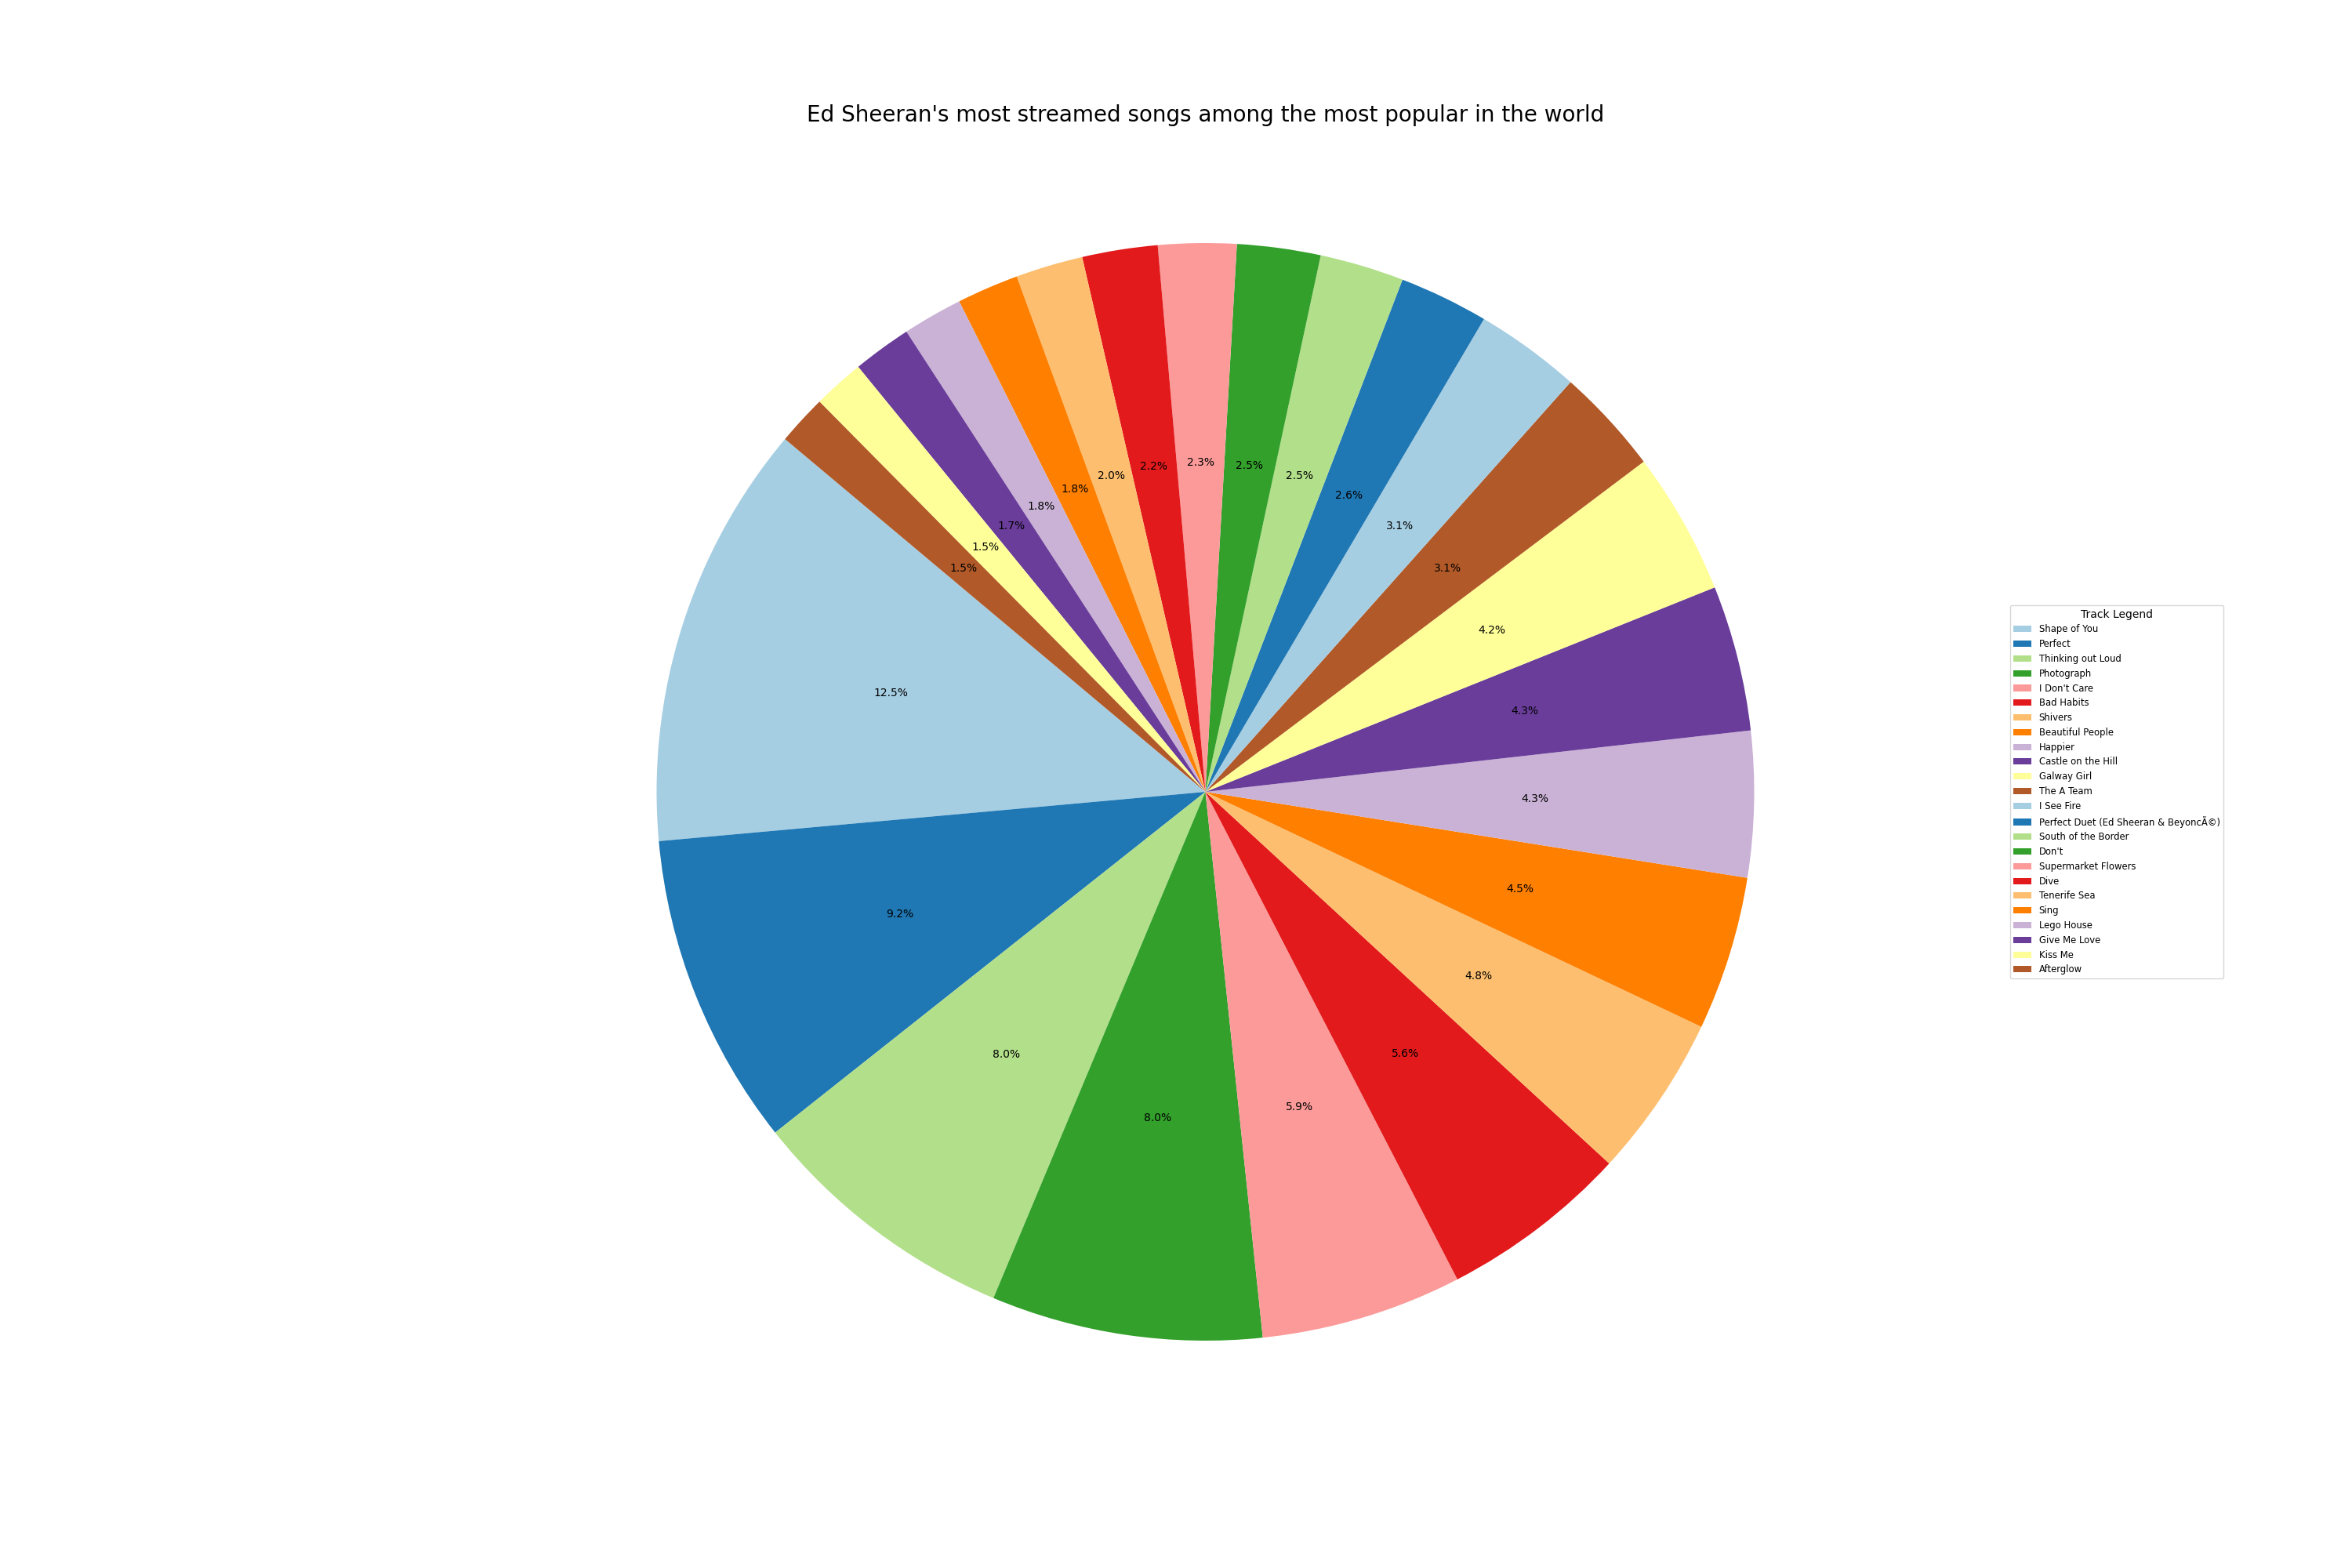 Ed Sheeran's most streamed songs among the most popular in the world
2.3%
2.5%
2.2%
2.5%
2.0%
1.8%
2.6%
1.8%
1.7%
3.1%
1.5%
1.5%
3.1%
4.2%
12.5%
4.3%
4.3%
4.5%
9.2%
4.8%
8.0%
5.6%
5.9%
8.0%
Track Legend
Shape of You
Perfect
Thinking out Loud
Photograph
I Don't Care
Bad Habits
Shivers
Beautiful People
Happier
Castle on the Hill
Galway Girl
The A Team
I See Fire
Perfect Duet (Ed Sheeran & BeyoncÃ©)
South of the Border
Don't
Supermarket Flowers
Dive
Tenerife Sea
Sing
Lego House
Give Me Love
Kiss Me
Afterglow